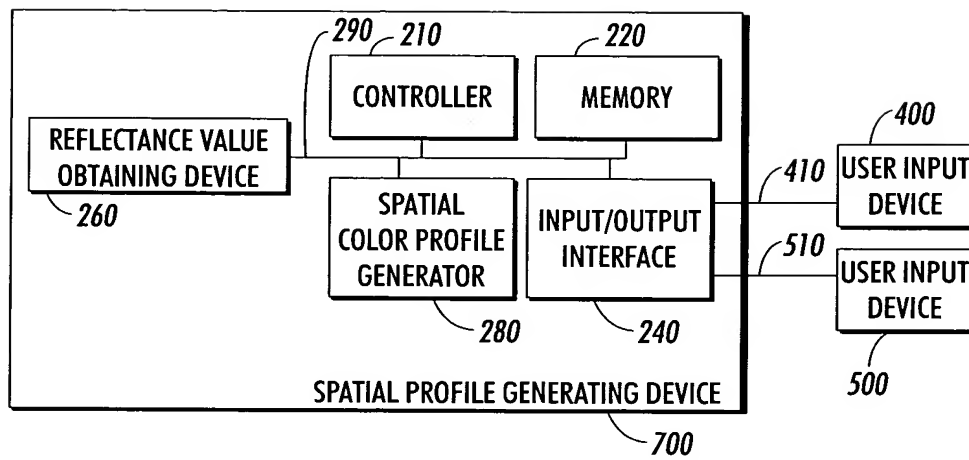 290
210
220
CONTROLLER
MEMORY
REFLECTANCE VALUE
OBTAINING DEVICE
260
SPATIAL
COLOR PROFILE
GENERATOR
280
INPUT/OUTPUT
INTERFACE
240
400
410
USER INPUT
DEVICE
510
USER INPUT
DEVICE
500
SPATIAL PROFILE GENERATING DEVICE
700